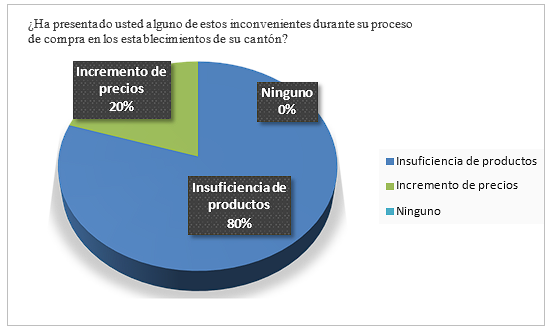 ¿Ha presentado usted alguno de estos inconvenientes durante su proceso
de compra en los establecimientos de su cantón?
Incremento de
precios
20%
Ninguno
0%
Insuficiencia de
productos
80%
Insuficiencia de productos
Incremento de precios
Ninguno